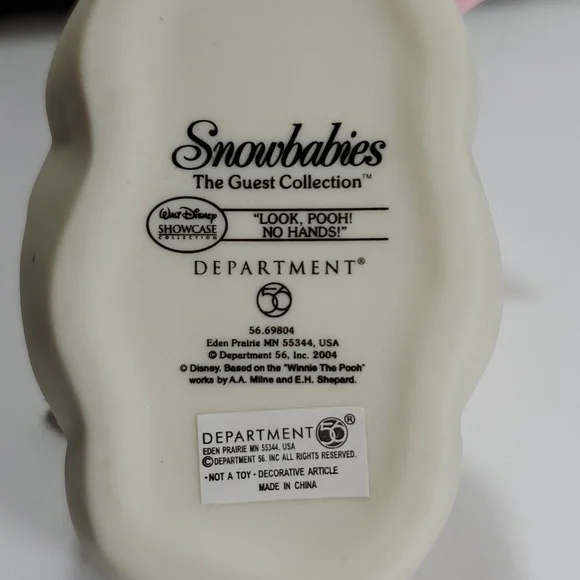 Snowbabies
The Guest Collection™
Walt Disney
SHOWCASE
COLLECTION
"LOOK, POOH!
NO HANDS!"
DEPARTMENT®
56
56.69804
Eden Prairie MN 55344, USA
© Department 56, Inc. 2004
© Disney. Based on the "Winnie The Pooh"
works by A.A. Milne and E.H. Shepard.
DEPARTMENT 56®
EDEN PRAIRIE MN 55344. USA
©DEPARTMENT 56. INC ALL RIGHTS RESERVED.
·NOT A TOY · DECORATIVE ARTICLE
MADE IN CHINA